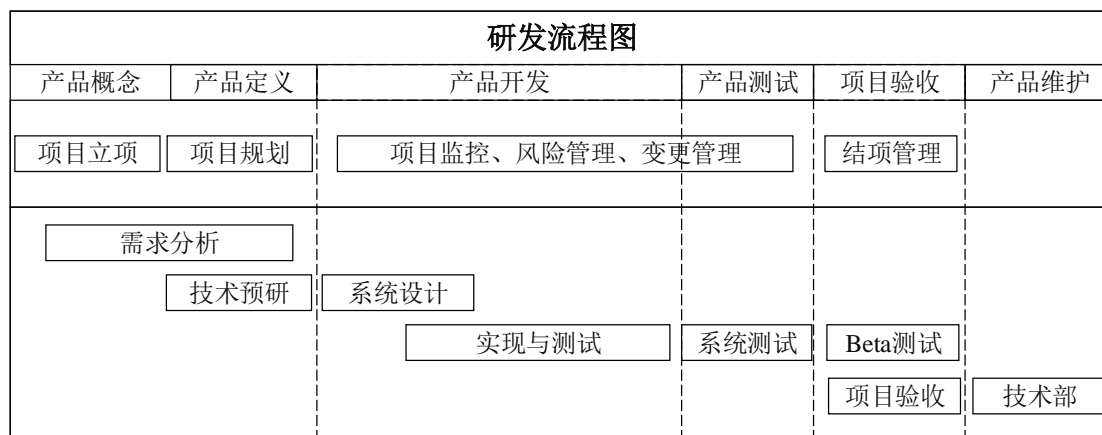 研发流程图
产品概念 产品定义 产品开发 产品测试 项目验收 产品维护
项目立项 项目规划 项目监控、风险管理、变更管理 结项管理
需求分析
技术预研 系统设计
实现与测试 系统测试 Beta测试
项目验收 技术部